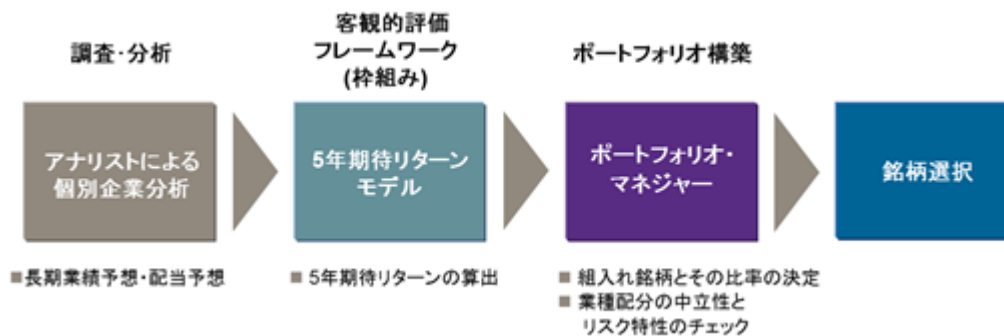 調査・分析
客観的評価
フレームワーク
(枠組み)
ポートフォリオ構築
アナリストによる
個別企業分析
5年期待リターン
モデル
ポートフォリオ・
マネジャー
銘柄選択
■長期業績予想・配当予想
■ 5年期待リターンの算出
■ 組入れ銘柄とその比率の決定
■ 業種配分の中立性と
リスク特性のチェック